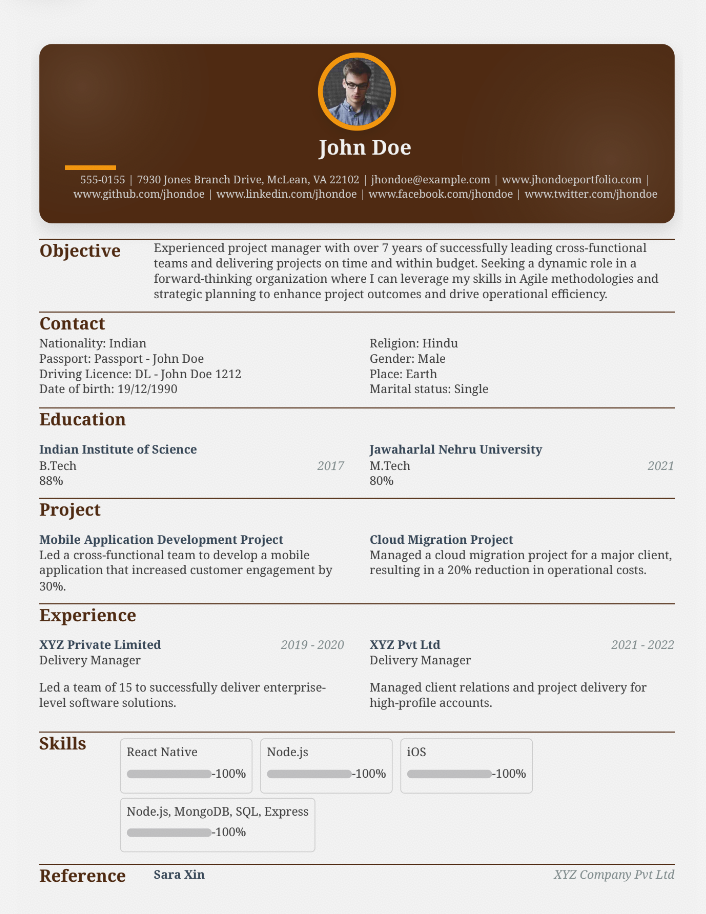 John Doe
555-0155 | 7930 Jones Branch Drive, McLean, VA 22102 | jhondoe@example.com | www.jhondoeportfolio.com |
www.github.com/jhondoe | www.linkedin.com/jhondoe | www.facebook.com/jhondoe | www.twitter.com/jhondoe
Objective
Experienced project manager with over 7 years of successfully leading cross-functional
teams and delivering projects on time and within budget. Seeking a dynamic role in a
forward-thinking organization where I can leverage my skills in Agile methodologies and
strategic planning to enhance project outcomes and drive operational efficiency.
Contact
Nationality: Indian
Passport: Passport - John Doe
Driving Licence: DL - John Doe 1212
Date of birth: 19/12/1990
Religion: Hindu
Gender: Male
Place: Earth
Marital status: Single
Education
Indian Institute of Science
B.Tech 2017
88%
Jawaharlal Nehru University
M.Tech 2021
80%
Project
Mobile Application Development Project
Led a cross-functional team to develop a mobile
application that increased customer engagement by
30%.
Cloud Migration Project
Managed a cloud migration project for a major client,
resulting in a 20% reduction in operational costs.
Experience
XYZ Private Limited 2019 - 2020
Delivery Manager
Led a team of 15 to successfully deliver enterprise-
level software solutions.
XYZ Pvt Ltd 2021 - 2022
Delivery Manager
Managed client relations and project delivery for
high-profile accounts.
Skills
React Native
-100%
Node.js
-100%
iOS
-100%
Node.js, MongoDB, SQL, Express
-100%
Reference
Sara Xin XYZ Company Pvt Ltd